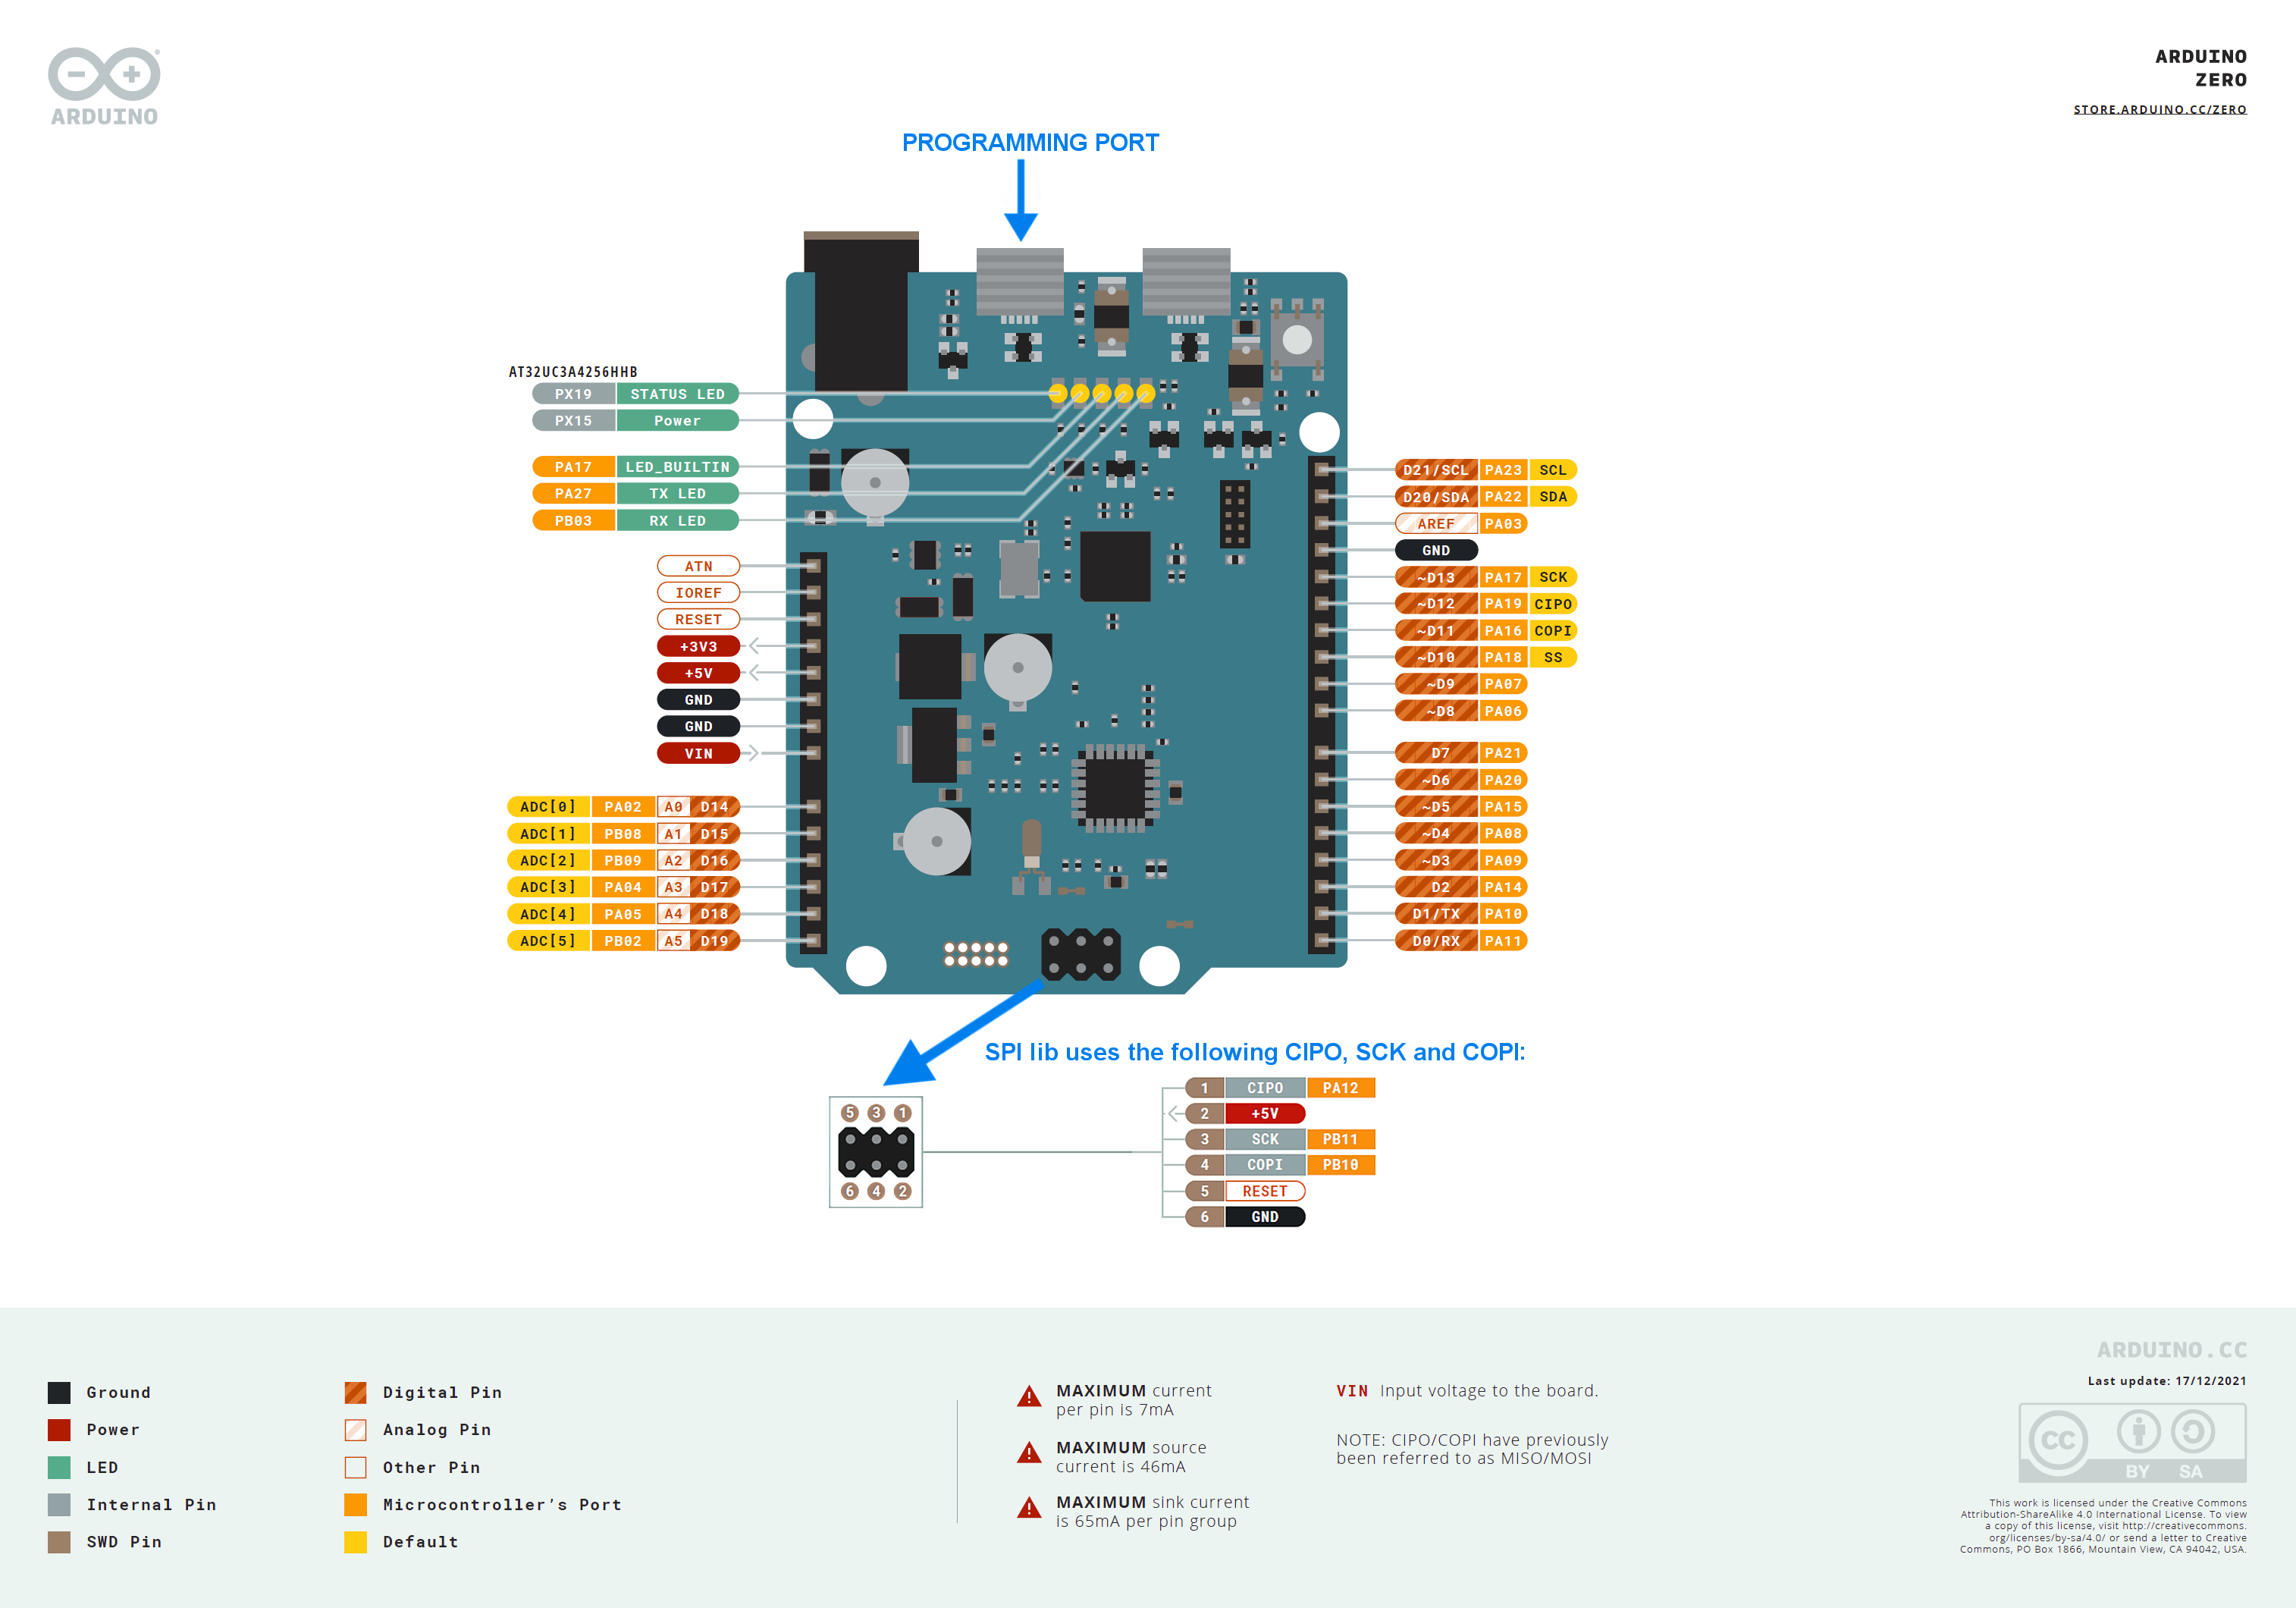 ARDUINO
ARDUINO
ZERO
STORE.ARDUINO.CC/ZERO
PROGRAMMING PORT
AT32UC3A4256HHB
PX19 STATUS LED
PX15 Power
PA17 LED_BUILTIN
PA27 TX LED
PB03 RX LED
ATN
IOREF
RESET
+3V3
+5V
GND
GND
VIN
ADC[0] PA02 A0 D14
ADC[1] PB08 A1 D15
ADC[2] PB09 A2 D16
ADC[3] PA04 A3 D17
ADC[4] PA05 A4 D18
ADC[5] PB02 A5 D19
D21/SCL PA23 SCL
D20/SDA PA22 SDA
AREF PA03
GND
~D13 PA17 SCK
~D12 PA19 CIPO
~D11 PA16 COPI
~D10 PA18 SS
~D9 PA07
~D8 PA06
D7 PA21
~D6 PA20
~D5 PA15
~D4 PA08
~D3 PA09
D2 PA14
D1/TX PA10
D0/RX PA11
SPI lib uses the following CIPO, SCK and COPI:
5 3 1
6 4 2
1 CIPO PA12
2 +5V
3 SCK PB11
4 COPI PB10
5 RESET
6 GND
Ground
Power
LED
Internal Pin
SWD Pin
Digital Pin
Analog Pin
Other Pin
Microcontroller's Port
Default
MAXIMUM current
per pin is 7mA
MAXIMUM source
current is 46mA
MAXIMUM sink current
is 65mA per pin group
VIN Input voltage to the board.
NOTE: CIPO/COPI have previously
been referred to as MISO/MOSI
ARDUINO.CC
Last update: 17/12/2021
CC
BY SA
This work is licensed under the Creative Commons
Attribution-ShareAlike 4.0 International License. To view
a copy of this license, visit http://creativecommons.
org/licenses/by-sa/4.0/ or send a letter to Creative
Commons, PO Box 1866, Mountain View, CA 94042, USA.